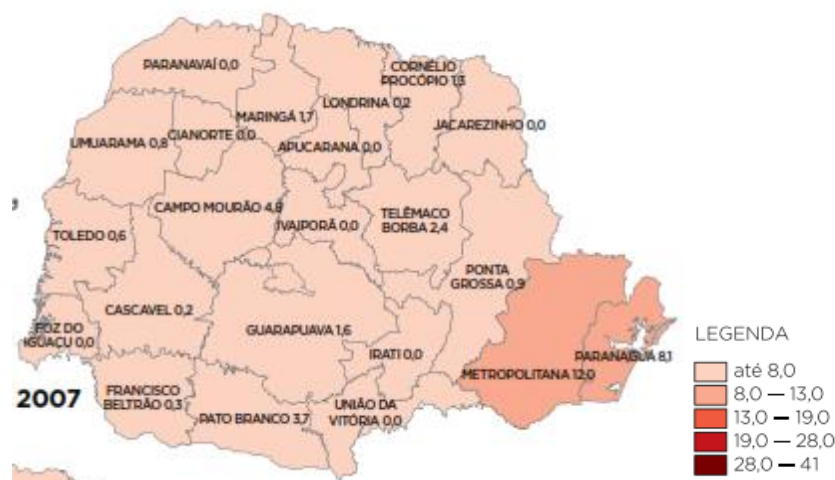 PARANAVAÍ 0,0
CORNÉLIO
PROCÓPIO 1,3
LONDRINA 0,2
MARINGÁ 1,7
JACAREZINHO 0,0
UMUARAMA 0,8
CIANORTE 0,0
APUCARANA 0,0
CAMPO MOURÃO 4,8
IVAIPORÃ 0,0
TELÊMACO
BORBA 2,4
TOLEDO 0,6
PONTA
GROSSA 0,9
CASCAVEL 0,2
FOZ DO
IGUAÇU 0,0
GUARAPUAVA 1,6
IRATI 0,0
METROPOLITANA 12,0
PARANAGUÁ 8,1
2007
FRANCISCO
BELTRÃO 0,3
PATO BRANCO 3,7
UNIÃO DA
VITÓRIA 0,0
LEGENDA
até 8,0
8,0 — 13,0
13,0 — 19,0
19,0 — 28,0
28,0 — 41